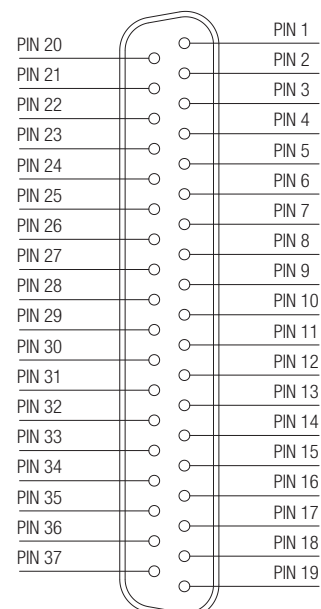 PIN 1
PIN 20
PIN 2
PIN 21
PIN 3
PIN 22
PIN 4
PIN 23
PIN 5
PIN 24
PIN 6
PIN 25
PIN 7
PIN 26
PIN 8
PIN 27
PIN 9
PIN 28
PIN 10
PIN 29
PIN 11
PIN 30
PIN 12
PIN 31
PIN 13
PIN 32
PIN 14
PIN 33
PIN 15
PIN 34
PIN 16
PIN 35
PIN 17
PIN 36
PIN 18
PIN 37
PIN 19